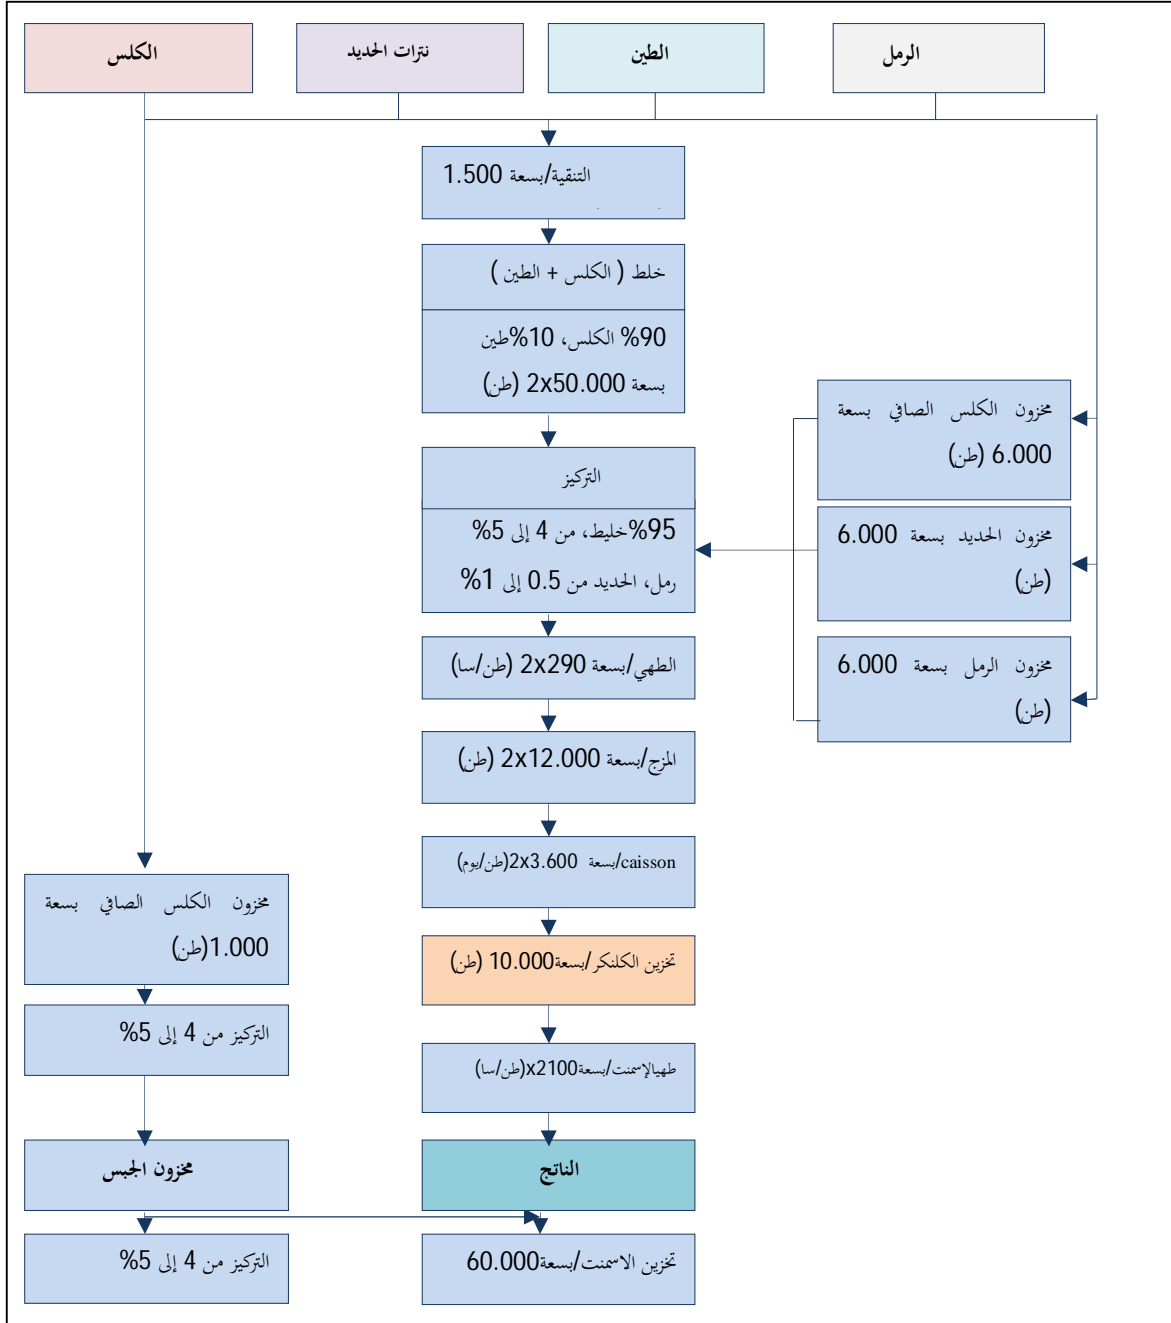 الكلس
نترات الحديد
الطين
الرمل
التنقية/بسعة 1.500
خلط ( الكلس + الطين )
90% الكلس، 10%طين
بسعة 2x50.000 (طن)
التركيز
95%خليط، من 4 إلى 5%
رمل، الحديد من 0.5 إلى 1%
مخزون الكلس الصافي بسعة
6.000 (طن)
مخزون الحديد بسعة 6.000
(طن)
مخزون الرمل بسعة 6.000
(طن)
الطهي/بسعة 2x290 (طن/سا)
المزج/بسعة 2x12.000 (طن)
caisson/بسعة 2x3.600(طن/يوم)
تخزين الكلنكر/بسعة10.000 (طن)
طهيالإسمنت/بسعةx2100(طن/سا)
الناتج
تخزين الاسمنت/بسعة60.000
مخزون الكلس الصافي بسعة
1.000(طن)
التركيز من 4 إلى 5%
مخزون الجبس
التركيز من 4 إلى 5%